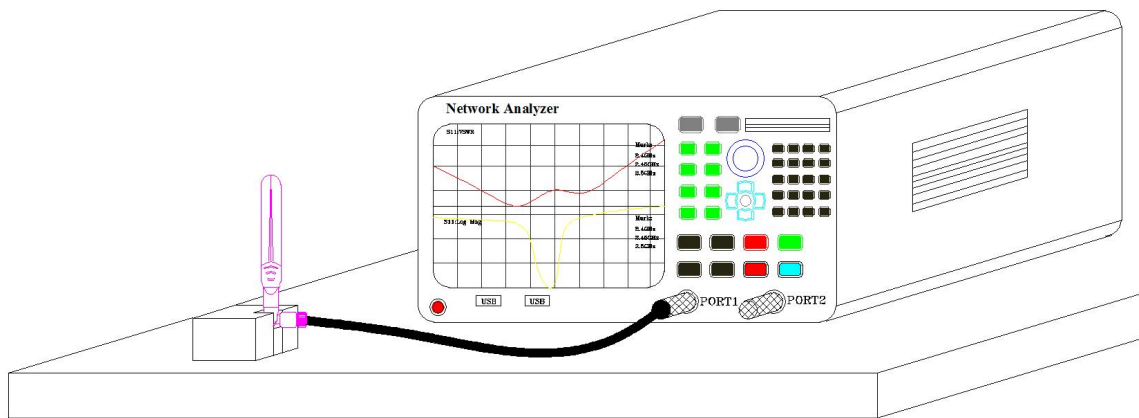 Network Analyzer
S11:VSWR
Mark:
2.4GHz
2.45GHz
2.5GHz
S11:Log Mag
Mark:
2.4GHz
2.45GHz
2.5GHz
USB USB
PORT1 PORT2